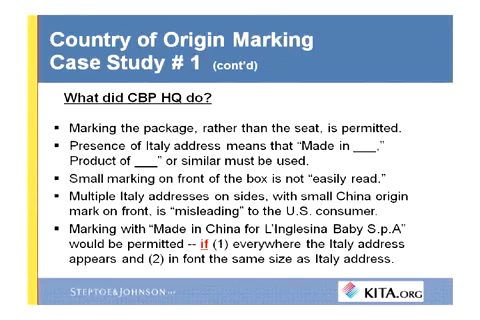 Country of Origin Marking
Case Study # 1 (cont'd)
What did CBP HQ do?
▪ Marking the package, rather than the seat, is permitted.
▪ Presence of Italy address means that "Made in ___,"
Product of ___" or similar must be used.
▪ Small marking on front of the box is not "easily read."
▪ Multiple Italy addresses on sides, with small China origin
mark on front, is "misleading" to the U.S. consumer.
▪ Marking with "Made in China for L'Inglesina Baby S.p.A"
would be permitted -- if (1) everywhere the Italy address
appears and (2) in font the same size as Italy address.
STEPTOE&JOHNSON LLP
KITA.ORG